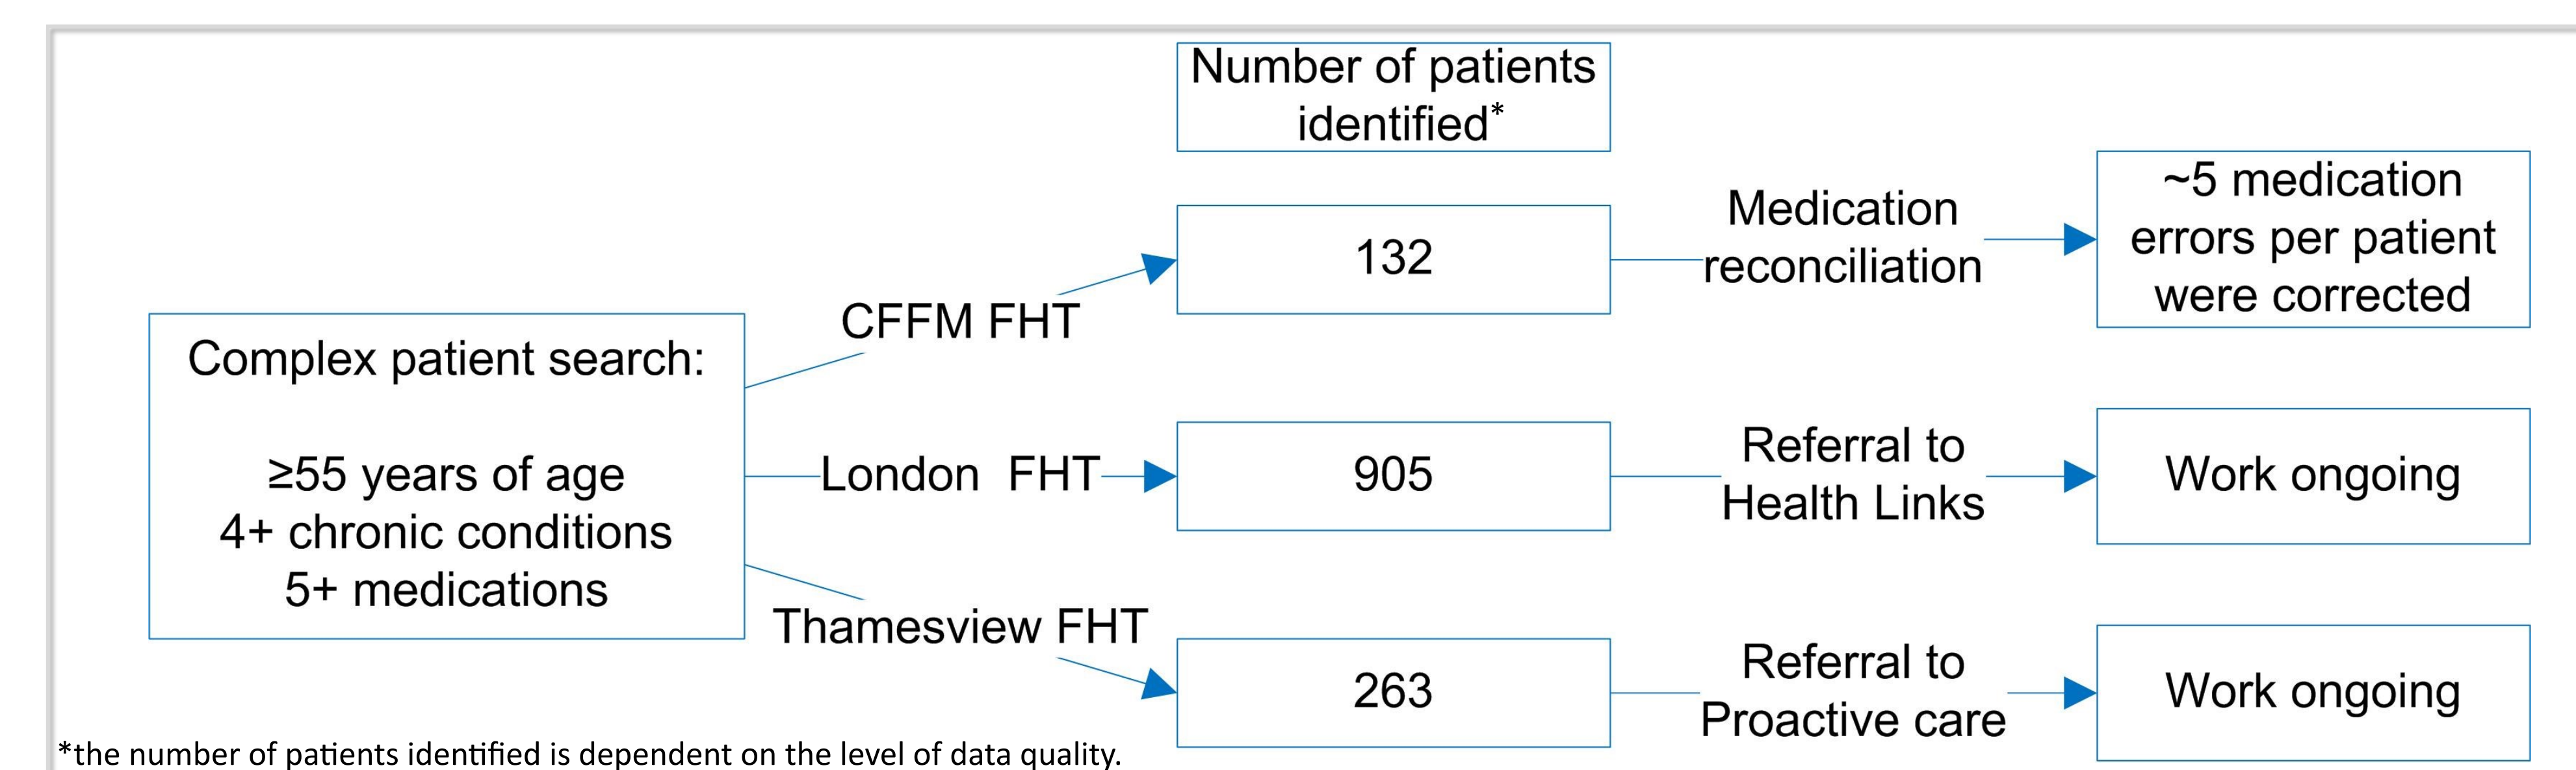 Number of patients
identified*
Complex patient search:
≥55 years of age
4+ chronic conditions
5+ medications
CFFM FHT
132
Medication
reconciliation
~5 medication
errors per patient
were corrected
London FHT
905
Referral to
Health Links
Work ongoing
Thamesview FHT
263
Referral to
Proactive care
Work ongoing
*the number of patients identified is dependent on the level of data quality.